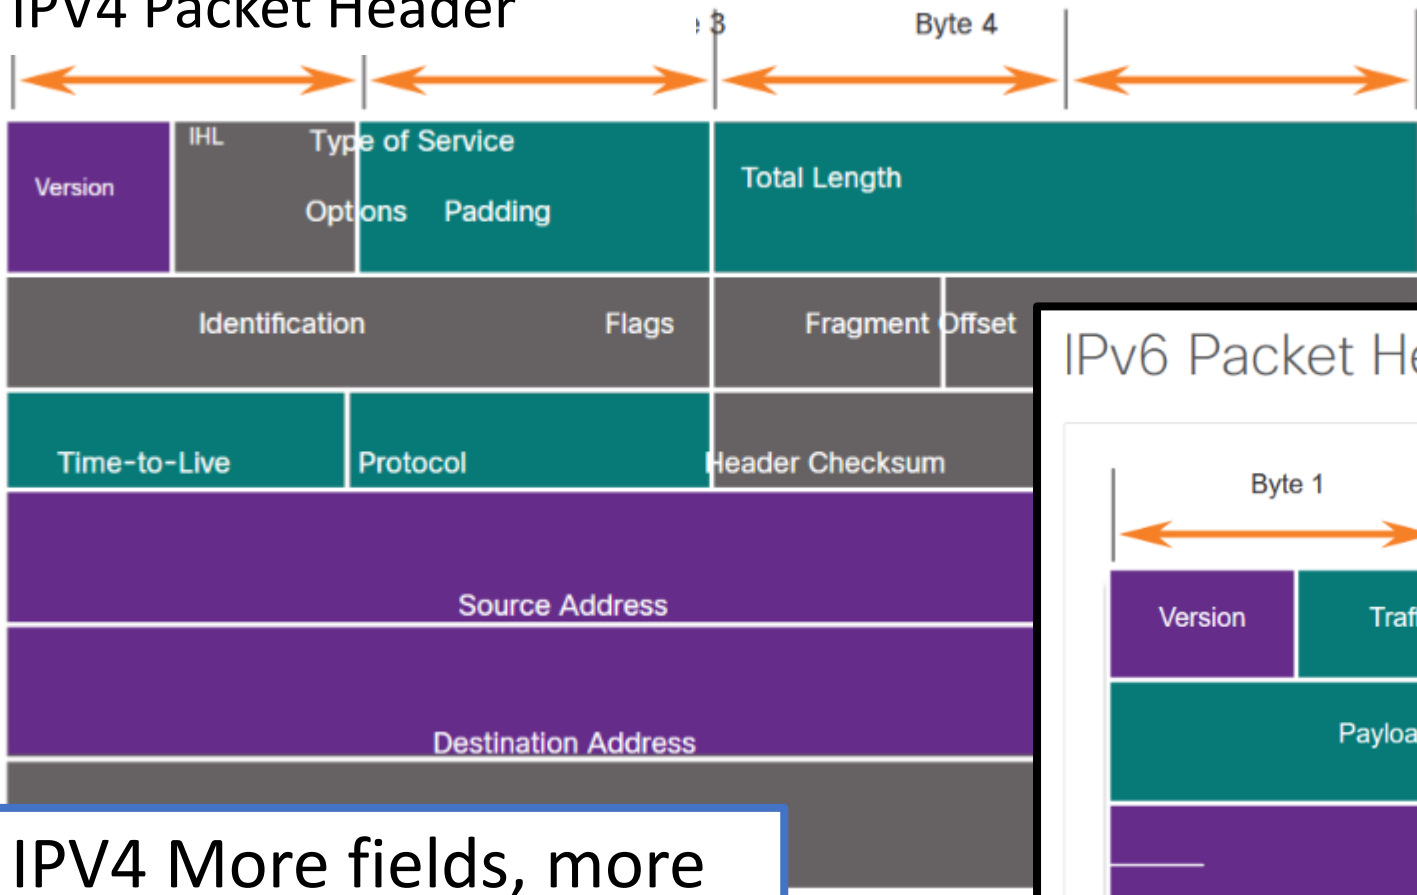 IPV4 Packet Header
3
Byte 4
IHL
Type of Service
Version
Total Length
Options Padding
Identification
Flags
Fragment Offset
IPv6 Packet He
Time-to-Live
Protocol
Header Checksum
Byte 1
Source Address
Version
Traf
Destination Address
Payloa
IPV4 More fields, more